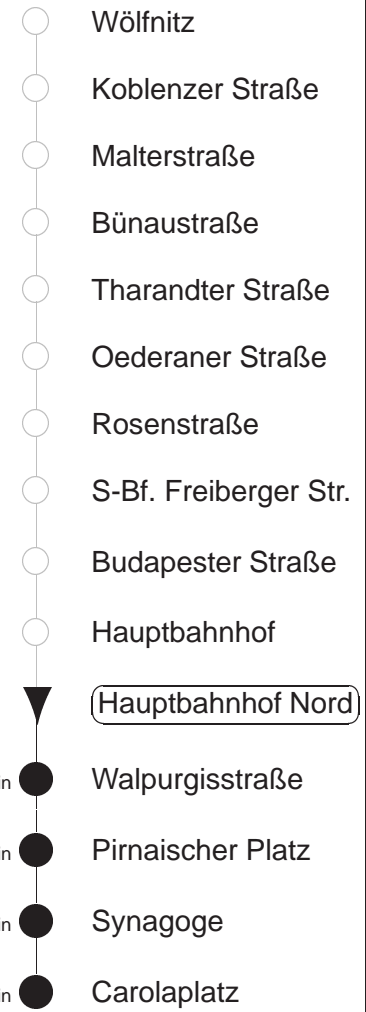 Wölfnitz
Koblenzer Straße
Malterstraße
Bünaustraße
Tharandter Straße
Oederaner Straße
Rosenstraße
S-Bf. Freiberger Str.
Budapester Straße
Hauptbahnhof
Hauptbahnhof Nord
Walpurgisstraße
Pirnaischer Platz
Synagoge
Carolaplatz